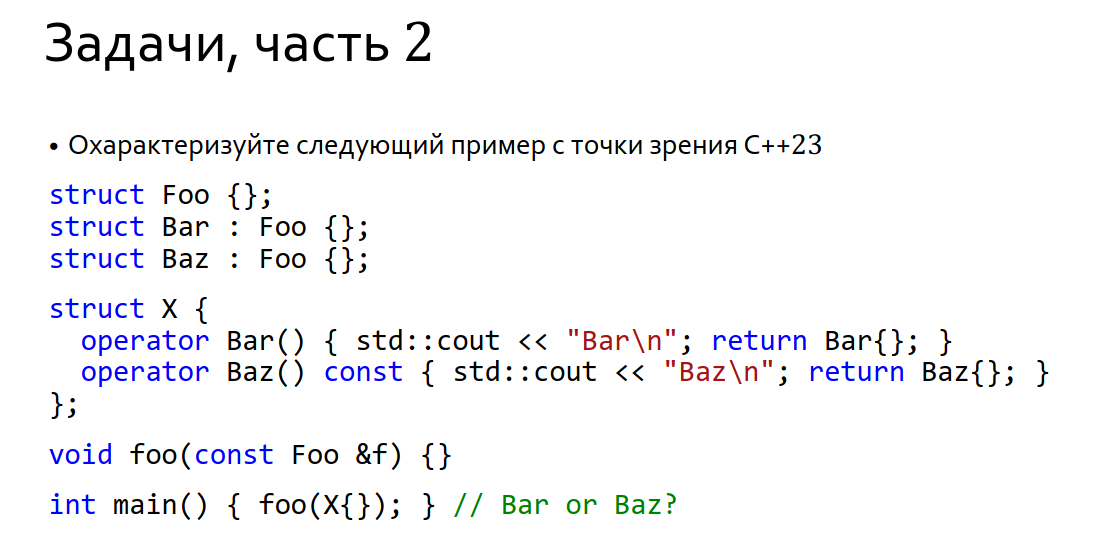 Задачи, часть 2
• Охарактеризуйте следующий пример с точки зрения C++23
struct Foo {};
struct Bar : Foo {};
struct Baz : Foo {};
struct X {
  operator Bar() { std::cout << "Bar\n"; return Bar{}; }
  operator Baz() const { std::cout << "Baz\n"; return Baz{}; }
};
void foo(const Foo &f) {}
int main() { foo(X{}); } // Bar or Baz?